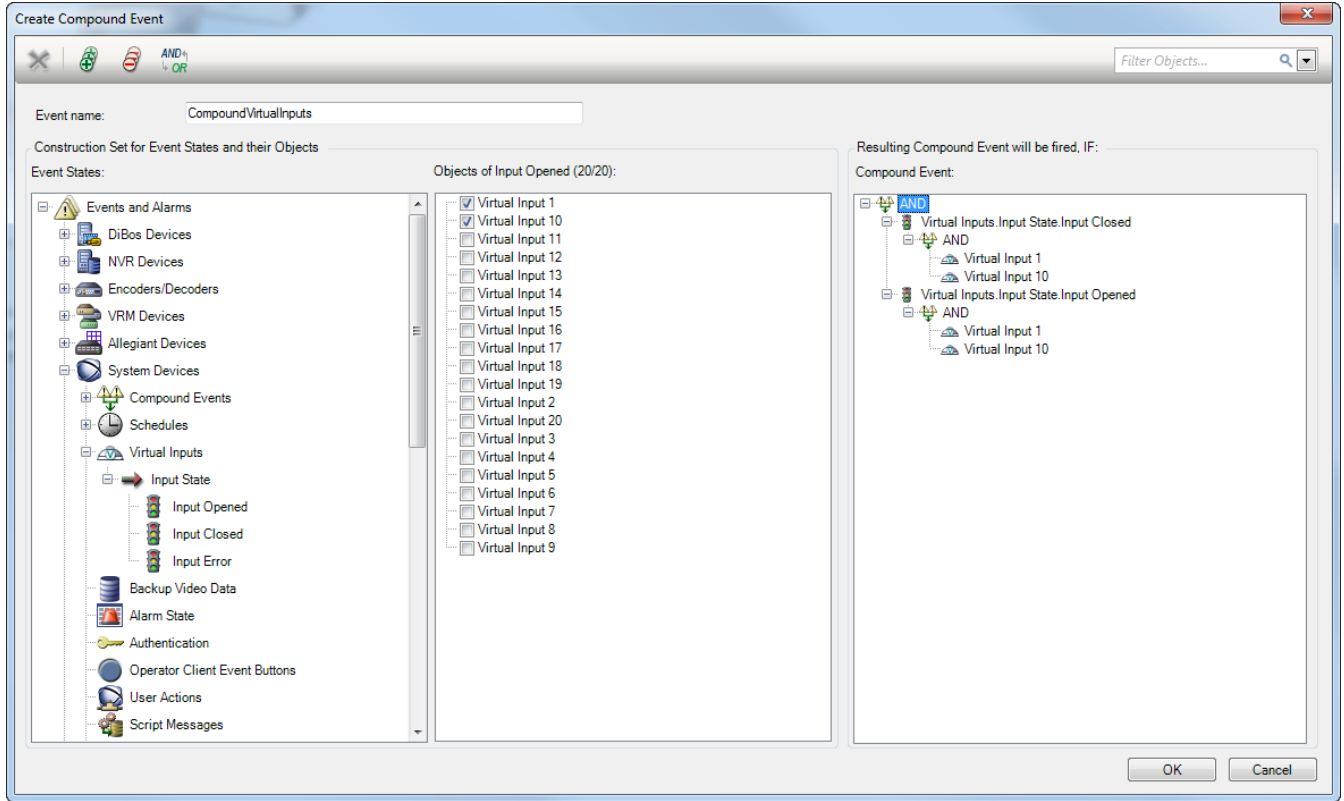 Create Compound Event
AND
OR
Filter Objects...
Event name:
CompoundVirtualInputs
Construction Set for Event States and their Objects
Event States:
Events and Alarms
DiBos Devices
NVR Devices
Encoders/Decoders
VRM Devices
Allegiant Devices
System Devices
Compound Events
Schedules
Virtual Inputs
Input State
Input Opened
Input Closed
Input Error
Backup Video Data
Alarm State
Authentication
Operator Client Event Buttons
User Actions
Script Messages
Objects of Input Opened (20/20):
Virtual Input 1
Virtual Input 10
Virtual Input 11
Virtual Input 12
Virtual Input 13
Virtual Input 14
Virtual Input 15
Virtual Input 16
Virtual Input 17
Virtual Input 18
Virtual Input 19
Virtual Input 2
Virtual Input 20
Virtual Input 3
Virtual Input 4
Virtual Input 5
Virtual Input 6
Virtual Input 7
Virtual Input 8
Virtual Input 9
Resulting Compound Event will be fired, IF:
Compound Event:
AND
Virtual Inputs.Input State.Input Closed
AND
Virtual Input 1
Virtual Input 10
Virtual Inputs.Input State.Input Opened
AND
Virtual Input 1
Virtual Input 10
OK
Cancel